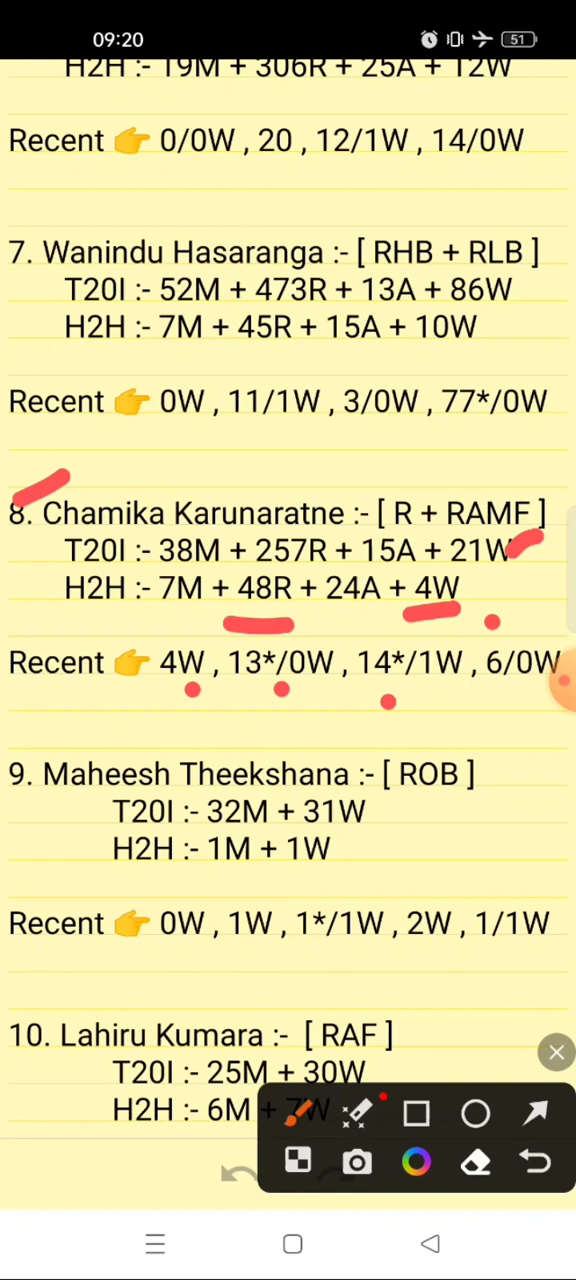 09:20 51
H2H :- 19M + 306R + 25A + 12W
Recent 👉 0/0W , 20 , 12/1W , 14/0W
7. Wanindu Hasaranga :- [ RHB + RLB ]
T20I :- 52M + 473R + 13A + 86W
H2H :- 7M + 45R + 15A + 10W
Recent 👉 0W , 11/1W , 3/0W , 77*/0W
8. Chamika Karunaratne :- [ R + RAMF ]
T20I :- 38M + 257R + 15A + 21W
H2H :- 7M + 48R + 24A + 4W
Recent 👉 4W , 13*/0W , 14*/1W , 6/0W
9. Maheesh Theekshana :- [ ROB ]
T20I :- 32M + 31W
H2H :- 1M + 1W
Recent 👉 0W , 1W , 1*/1W , 2W , 1/1W
10. Lahiru Kumara :- [ RAF ]
T20I :- 25M + 30W
H2H :- 6M + 7W